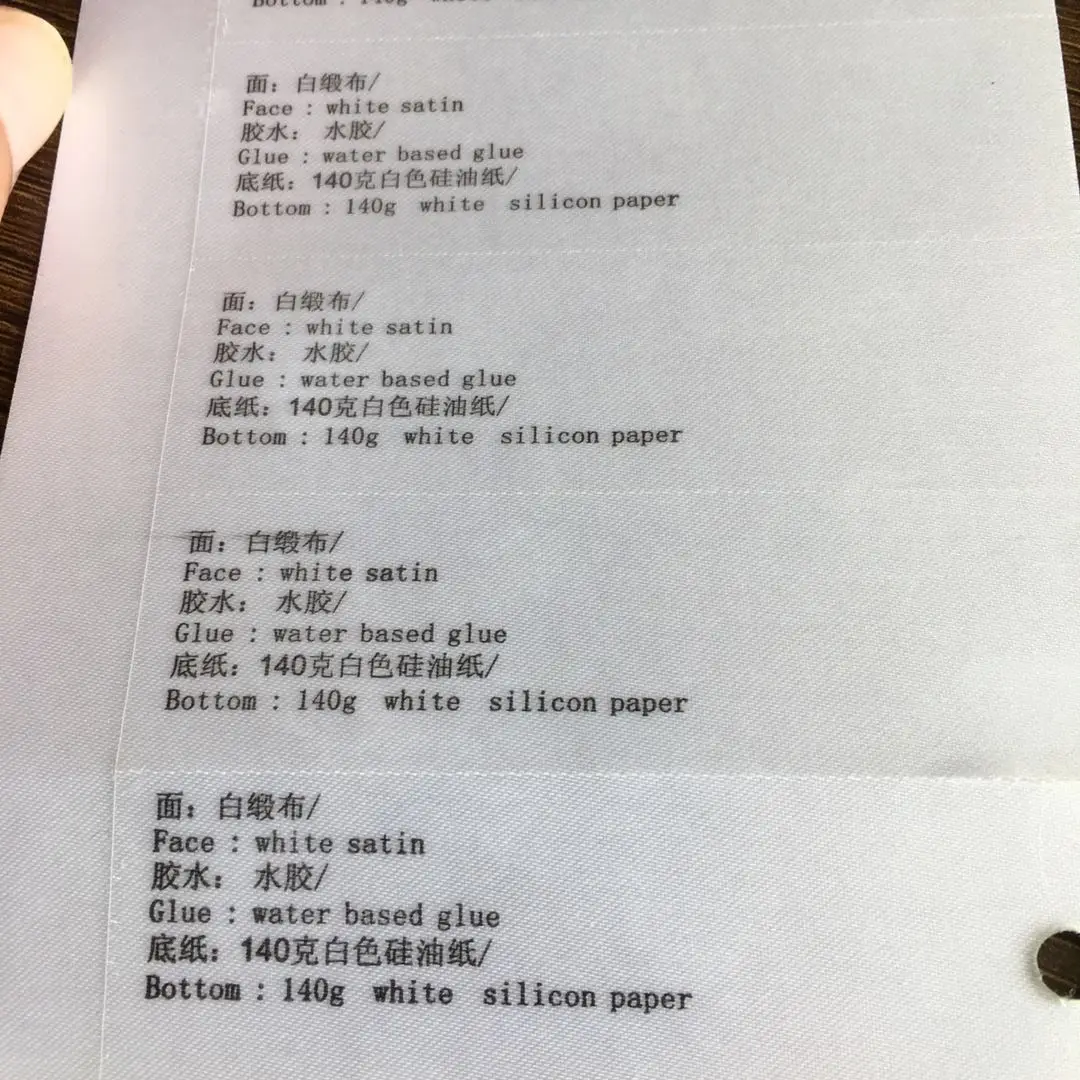 Bottom : 140g white
面：白缎布/
Face : white satin
胶水： 水胶/
Glue : water based glue
底纸：140克白色硅油纸/
Bottom : 140g white silicon paper
面：白缎布/
Face : white satin
胶水： 水胶/
Glue : water based glue
底纸：140克白色硅油纸/
Bottom : 140g white silicon paper
面：白缎布/
Face : white satin
胶水： 水胶/
Glue : water based glue
底纸：140克白色硅油纸/
Bottom : 140g white silicon paper
面：白缎布/
Face : white satin
胶水： 水胶/
Glue : water based glue
底纸：140克白色硅油纸/
Bottom : 140g white silicon paper